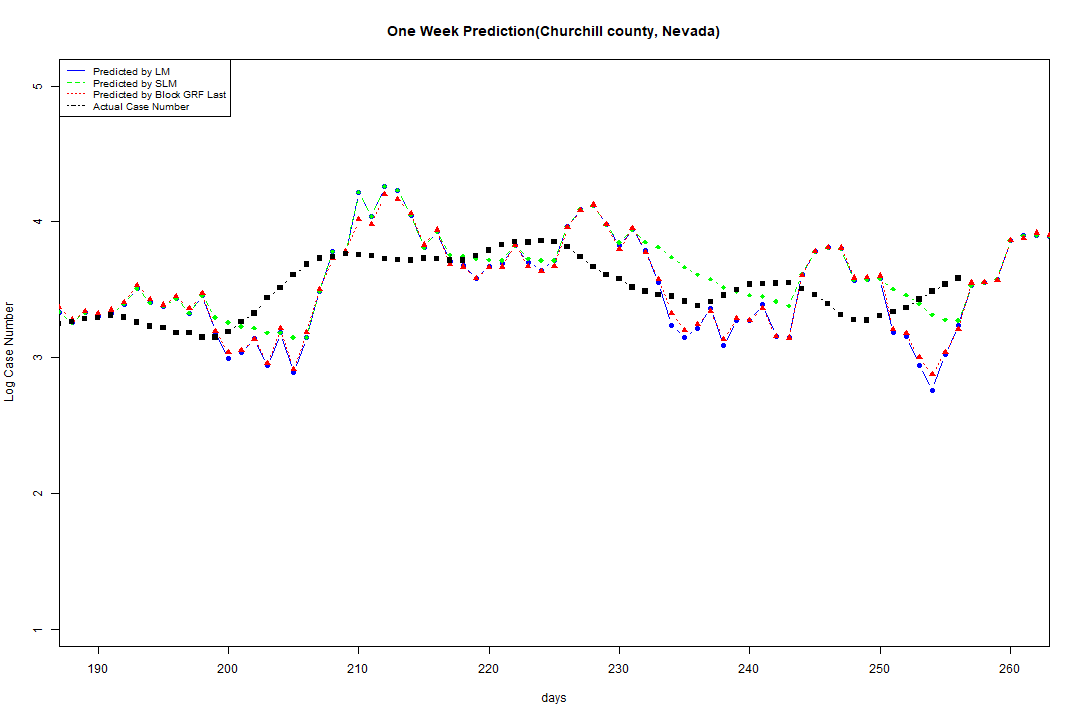 One Week Prediction(Churchill county, Nevada)
Predicted by LM
Predicted by SLM
Predicted by Block GRF Last
Actual Case Number
5
4
3
2
1
Log Case Number
190 200 210 220 230 240 250 260
days